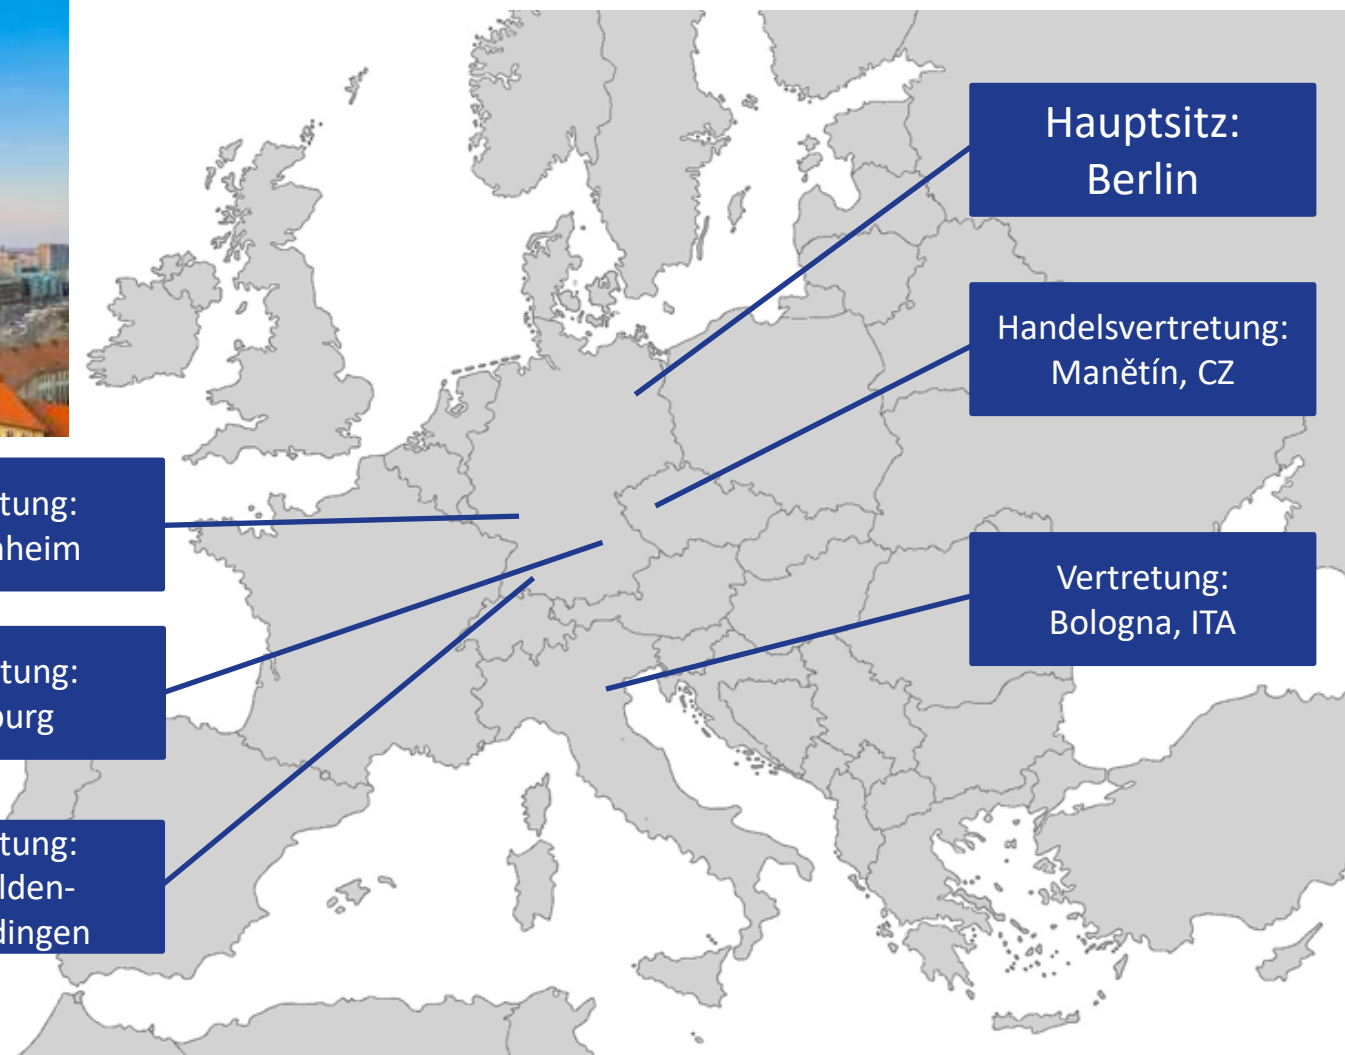 Hauptsitz:
Berlin
Handelsvertretung:
Manětín, CZ
Vertretung:
Bologna, ITA
tung:
heim
tung:
burg
tung:
lden-
dingen